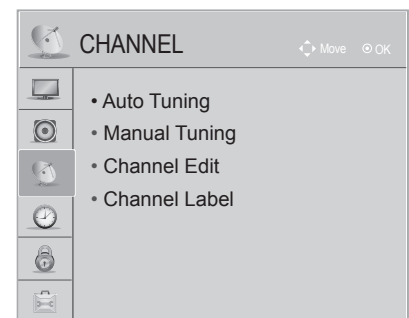 CHANNEL
Move OK
• Auto Tuning
• Manual Tuning
• Channel Edit
• Channel Label